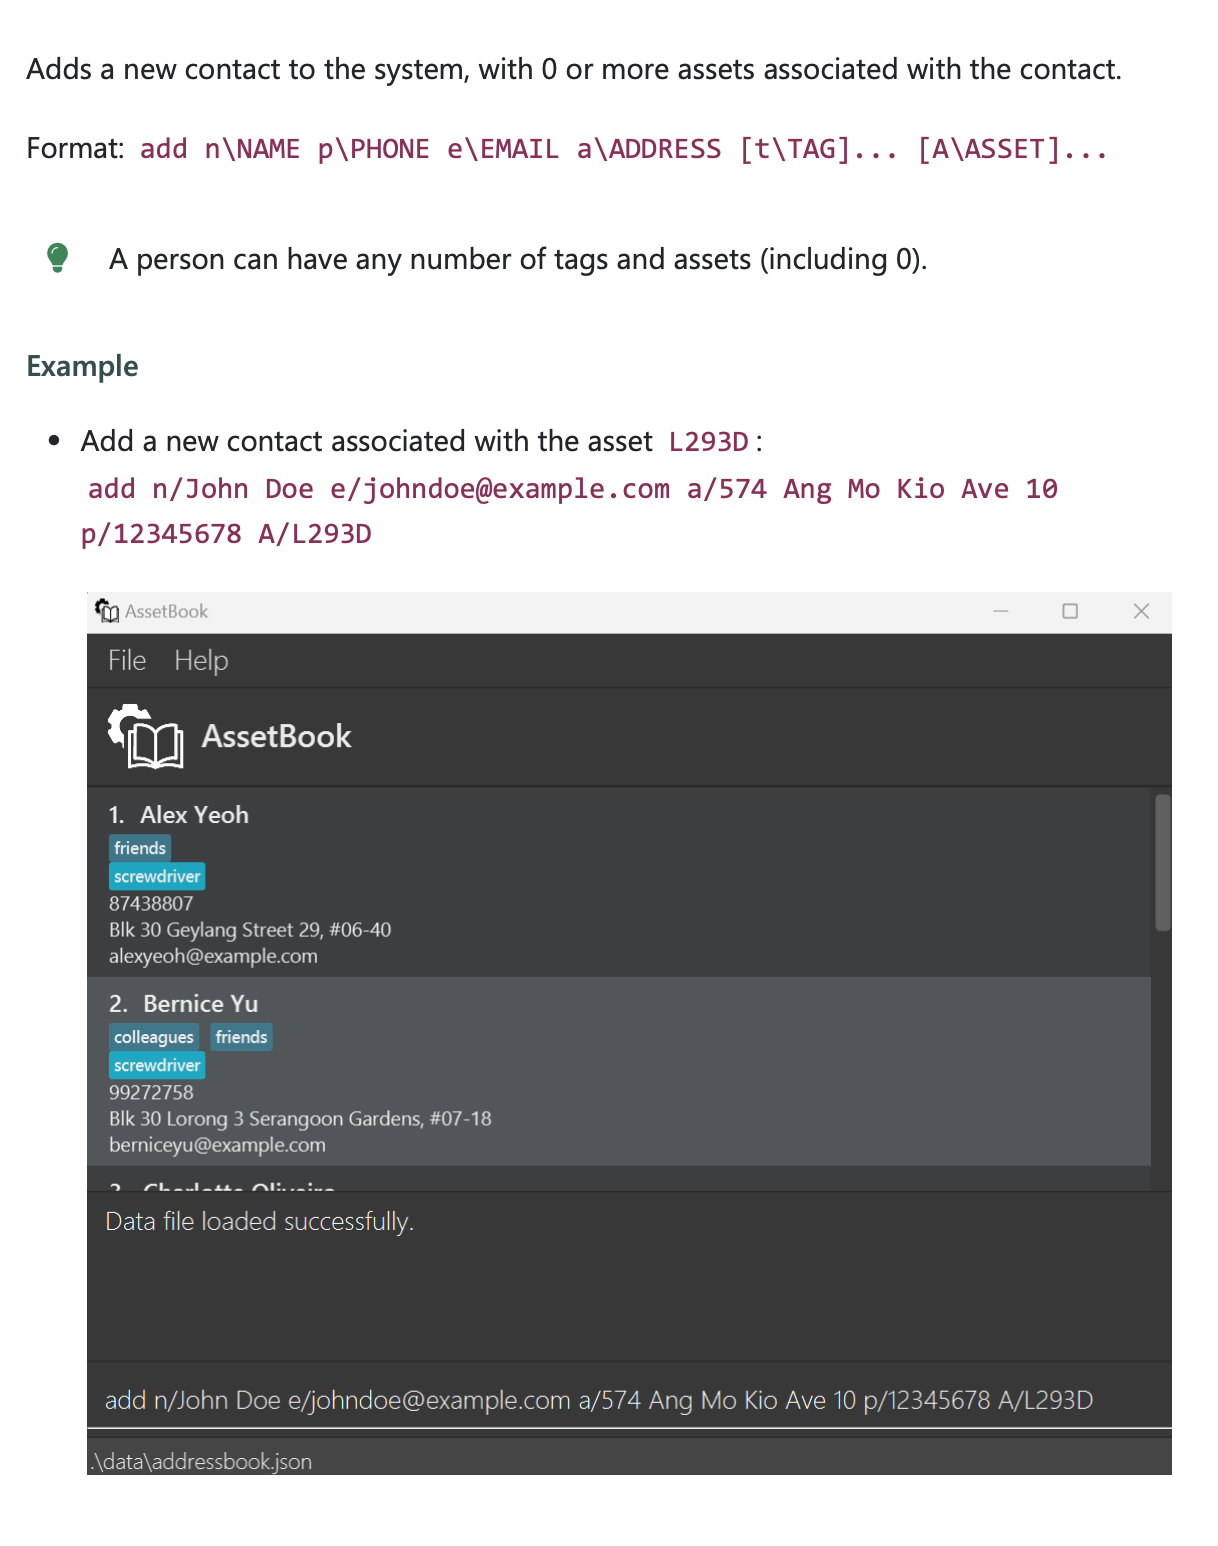 Adds a new contact to the system, with 0 or more assets associated with the contact.
Format: add n\NAME p\PHONE e\EMAIL a\ADDRESS [t\TAG]... [A\ASSET]...
A person can have any number of tags and assets (including 0).
Example
• Add a new contact associated with the asset L293D:
add n/John Doe e/johndoe@example.com a/574 Ang Mo Kio Ave 10
p/12345678 A/L293D
AssetBook
File Help
AssetBook
1. Alex Yeoh
friends
screwdriver
87438807
Blk 30 Geylang Street 29, #06-40
alexyeoh@example.com
2. Bernice Yu
colleagues friends
screwdriver
99272758
Blk 30 Lorong 3 Serangoon Gardens, #07-18
berniceyu@example.com
3. Charlotte Oliveiro
Data file loaded successfully.
add n/John Doe e/johndoe@example.com a/574 Ang Mo Kio Ave 10 p/12345678 A/L293D
.\data\addressbook.json